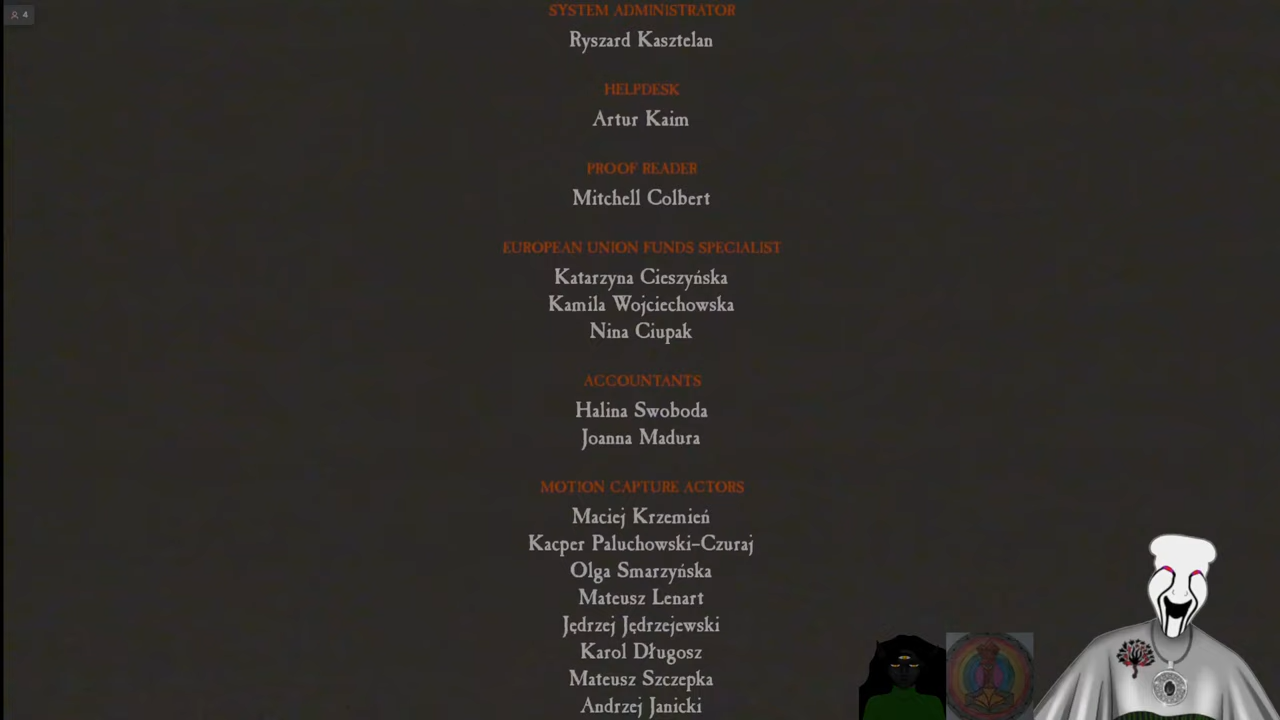 4
SYSTEM ADMINISTRATOR
Ryszard Kasztelan
HELPDESK
Artur Kaim
PROOF READER
Mitchell Colbert
EUROPEAN UNION FUNDS SPECIALIST
Katarzyna Cieszyńska
Kamila Wojciechowska
Nina Ciupak
ACCOUNTANTS
Halina Swoboda
Joanna Madura
MOTION CAPTURE ACTORS
Maciej Krzemień
Kacper Paluchowski-Czuraj
Olga Smarzyńska
Mateusz Lenart
Jędrzej Jędrzejewski
Karol Długosz
Mateusz Szczepka
Andrzej Janicki